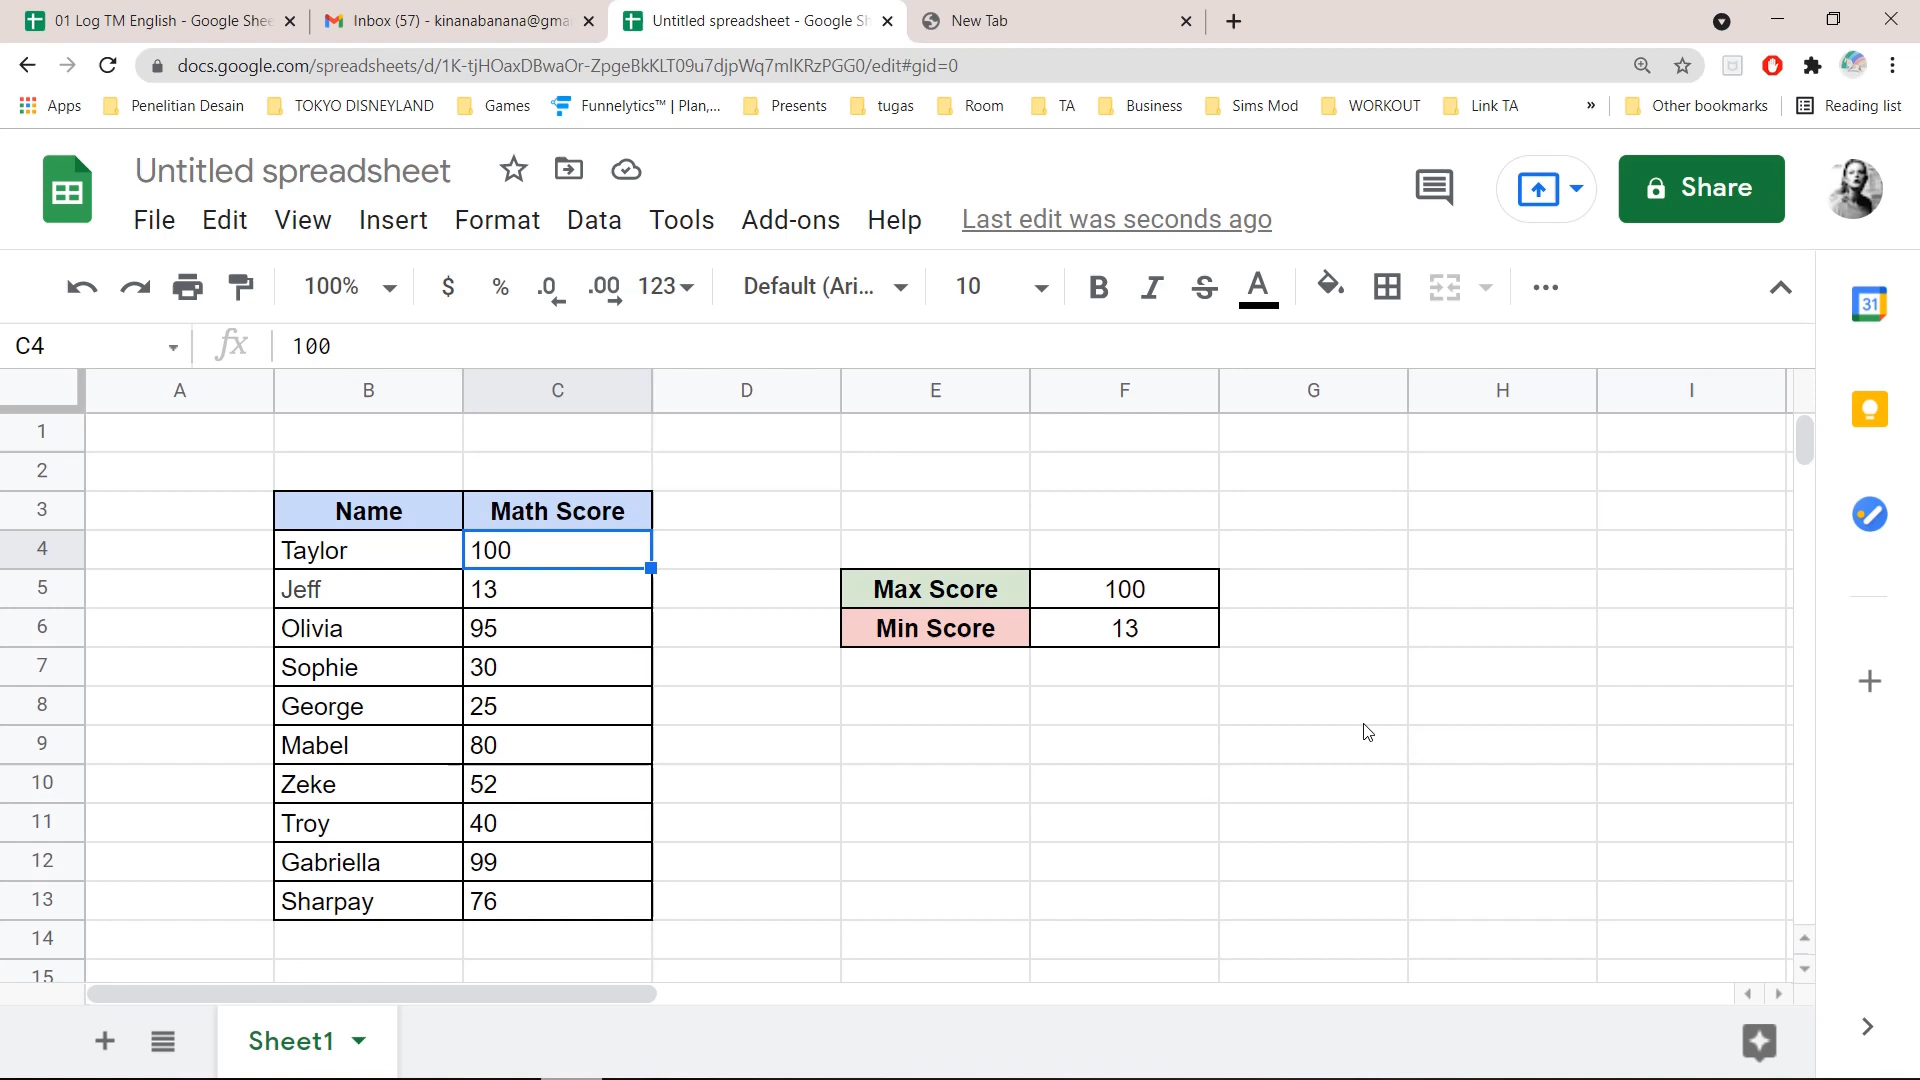 01 Log TM English - Google Shee
Inbox (57) - kinanabanana@gma
Untitled spreadsheet - Google Sh
New Tab
docs.google.com/spreadsheets/d/1K-tjHOaxDBwaOr-ZpgeBkKLT09u7djpWq7mlKRzPGG0/edit#gid=0
Apps Penelitian Desain TOKYO DISNEYLAND Games Funnelytics™ | Plan,... Presents tugas Room TA Business Sims Mod WORKOUT Link TA » Other bookmarks Reading list
Untitled spreadsheet
Share
File Edit View Insert Format Data Tools Add-ons Help Last edit was seconds ago
100% $ % .0 .00 123 Default (Ari... 10 B I S A
C4 fx 100
A B C D E F G H I
1
2
3 Name Math Score
4 Taylor 100
5 Jeff 13 Max Score 100
6 Olivia 95 Min Score 13
7 Sophie 30
8 George 25
9 Mabel 80
10 Zeke 52
11 Troy 40
12 Gabriella 99
13 Sharpay 76
14
15
Sheet1
31